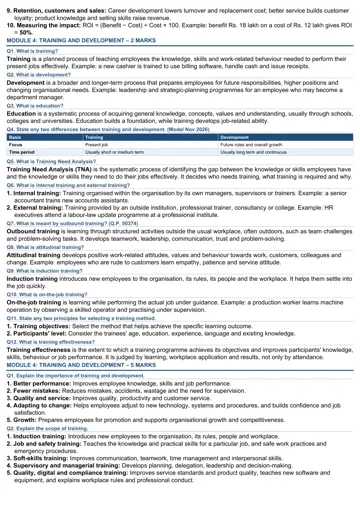 9. Retention, customers and sales: Career development lowers turnover and replacement cost; better service builds customer
loyalty; product knowledge and selling skills raise revenue.
10. Measuring the impact: ROI = (Benefit − Cost) ÷ Cost × 100. Example: benefit Rs. 18 lakh on a cost of Rs. 12 lakh gives ROI
= 50%.
MODULE 4: TRAINING AND DEVELOPMENT – 2 MARKS
Q1. What is training?
Training is a planned process of teaching employees the knowledge, skills and work-related behaviour needed to perform their
present jobs effectively. Example: a new cashier is trained to use billing software, handle cash and issue receipts.
Q2. What is development?
Development is a broader and longer-term process that prepares employees for future responsibilities, higher positions and
changing organisational needs. Example: leadership and strategic-planning programmes for an employee who may become a
department manager.
Q3. What is education?
Education is a systematic process of acquiring general knowledge, concepts, values and understanding, usually through schools,
colleges and universities. Education builds a foundation, while training develops job-related ability.
Q4. State any two differences between training and development. (Model Nov 2026)
Basis Training Development
Focus Present job Future roles and overall growth
Time period Usually short or medium term Usually long term and continuous
Q5. What is Training Need Analysis?
Training Need Analysis (TNA) is the systematic process of identifying the gap between the knowledge or skills employees have
and the knowledge or skills they need to do their jobs effectively. It decides who needs training, what training is required and why.
Q6. What is internal training and external training?
1. Internal training: Training organised within the organisation by its own managers, supervisors or trainers. Example: a senior
accountant trains new accounts assistants.
2. External training: Training provided by an outside institution, professional trainer, consultancy or college. Example: HR
executives attend a labour-law update programme at a professional institute.
Q7. What is meant by outbound training? (Q.P. 50374)
Outbound training is learning through structured activities outside the usual workplace, often outdoors, such as team challenges
and problem-solving tasks. It develops teamwork, leadership, communication, trust and problem-solving.
Q8. What is attitudinal training?
Attitudinal training develops positive work-related attitudes, values and behaviour towards work, customers, colleagues and
change. Example: employees who are rude to customers learn empathy, patience and service attitude.
Q9. What is induction training?
Induction training introduces new employees to the organisation, its rules, its people and the workplace. It helps them settle into
the job quickly.
Q10. What is on-the-job training?
On-the-job training is learning while performing the actual job under guidance. Example: a production worker learns machine
operation by observing a skilled operator and practising under supervision.
Q11. State any two principles for selecting a training method.
1. Training objectives: Select the method that helps achieve the specific learning outcome.
2. Participants' level: Consider the trainees' age, education, experience, language and existing knowledge.
Q12. What is training effectiveness?
Training effectiveness is the extent to which a training programme achieves its objectives and improves participants' knowledge,
skills, behaviour or job performance. It is judged by learning, workplace application and results, not only by attendance.
MODULE 4: TRAINING AND DEVELOPMENT – 5 MARKS
Q1. Explain the importance of training and development.
1. Better performance: Improves employee knowledge, skills and job performance.
2. Fewer mistakes: Reduces mistakes, accidents, wastage and the need for supervision.
3. Quality and service: Improves quality, productivity and customer service.
4. Adapting to change: Helps employees adjust to new technology, systems and procedures, and builds confidence and job
satisfaction.
5. Growth: Prepares employees for promotion and supports organisational growth and competitiveness.
Q2. Explain the scope of training.
1. Induction training: Introduces new employees to the organisation, its rules, people and workplace.
2. Job and safety training: Teaches the knowledge and practical skills for a particular job, and safe work practices and
emergency procedures.
3. Soft-skills training: Improves communication, teamwork, time management and interpersonal skills.
4. Supervisory and managerial training: Develops planning, delegation, leadership and decision-making.
5. Quality, digital and compliance training: Improves service standards and product quality, teaches new software and
equipment, and explains workplace rules and professional conduct.